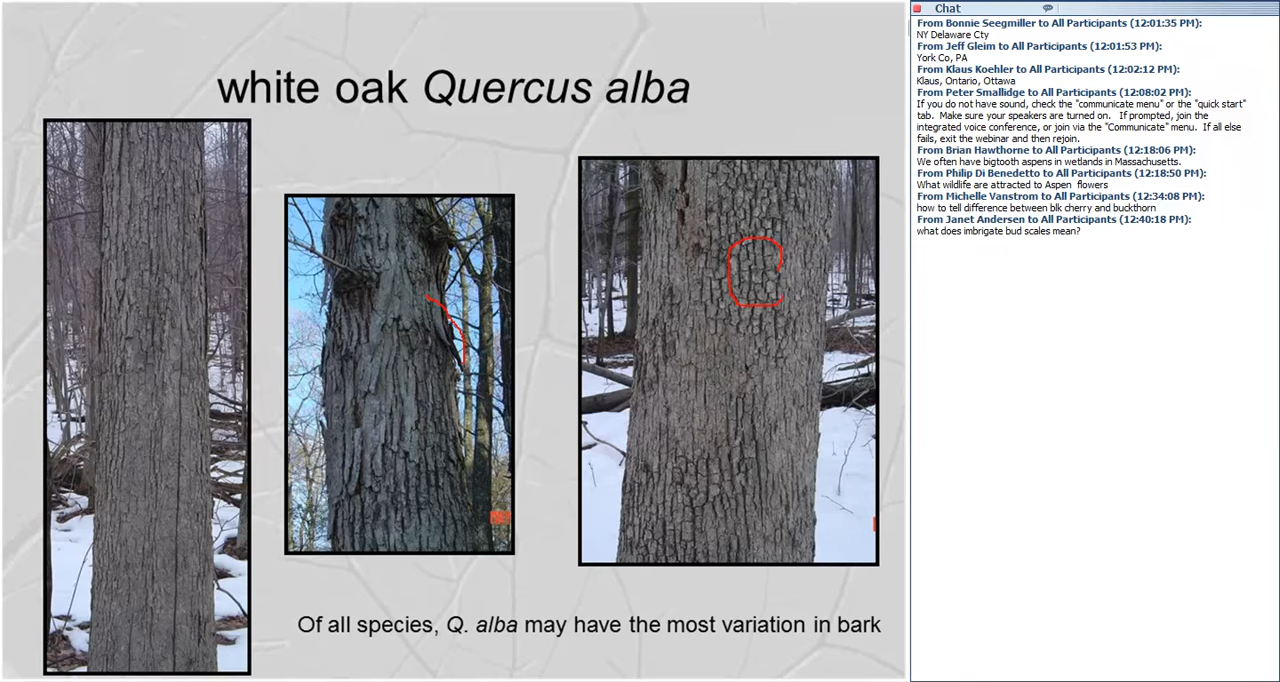 white oak Quercus alba
Of all species, Q. alba may have the most variation in bark
Chat
From Bonnie Seegmiller to All Participants (12:01:35 PM):
NY Delaware Cty
From Jeff Gleim to All Participants (12:01:53 PM):
York Co, PA
From Klaus Koehler to All Participants (12:02:12 PM):
Klaus, Ontario, Ottawa
From Peter Smallidge to All Participants (12:08:02 PM):
If you do not have sound, check the "communicate menu" or the "quick start"
tab.  Make sure your speakers are turned on.   If prompted, join the
integrated voice conference, or join via the "Communicate" menu.  If all else
fails, exit the webinar and then rejoin.
From Brian Hawthorne to All Participants (12:18:06 PM):
We often have bigtooth aspens in wetlands in Massachusetts.
From Philip Di Benedetto to All Participants (12:18:50 PM):
What wildlife are attracted to Aspen  flowers
From Michelle Vanstrom to All Participants (12:34:08 PM):
how to tell difference between blk cherry and buckthorn
From Janet Andersen to All Participants (12:40:18 PM):
what does imbrigate bud scales mean?